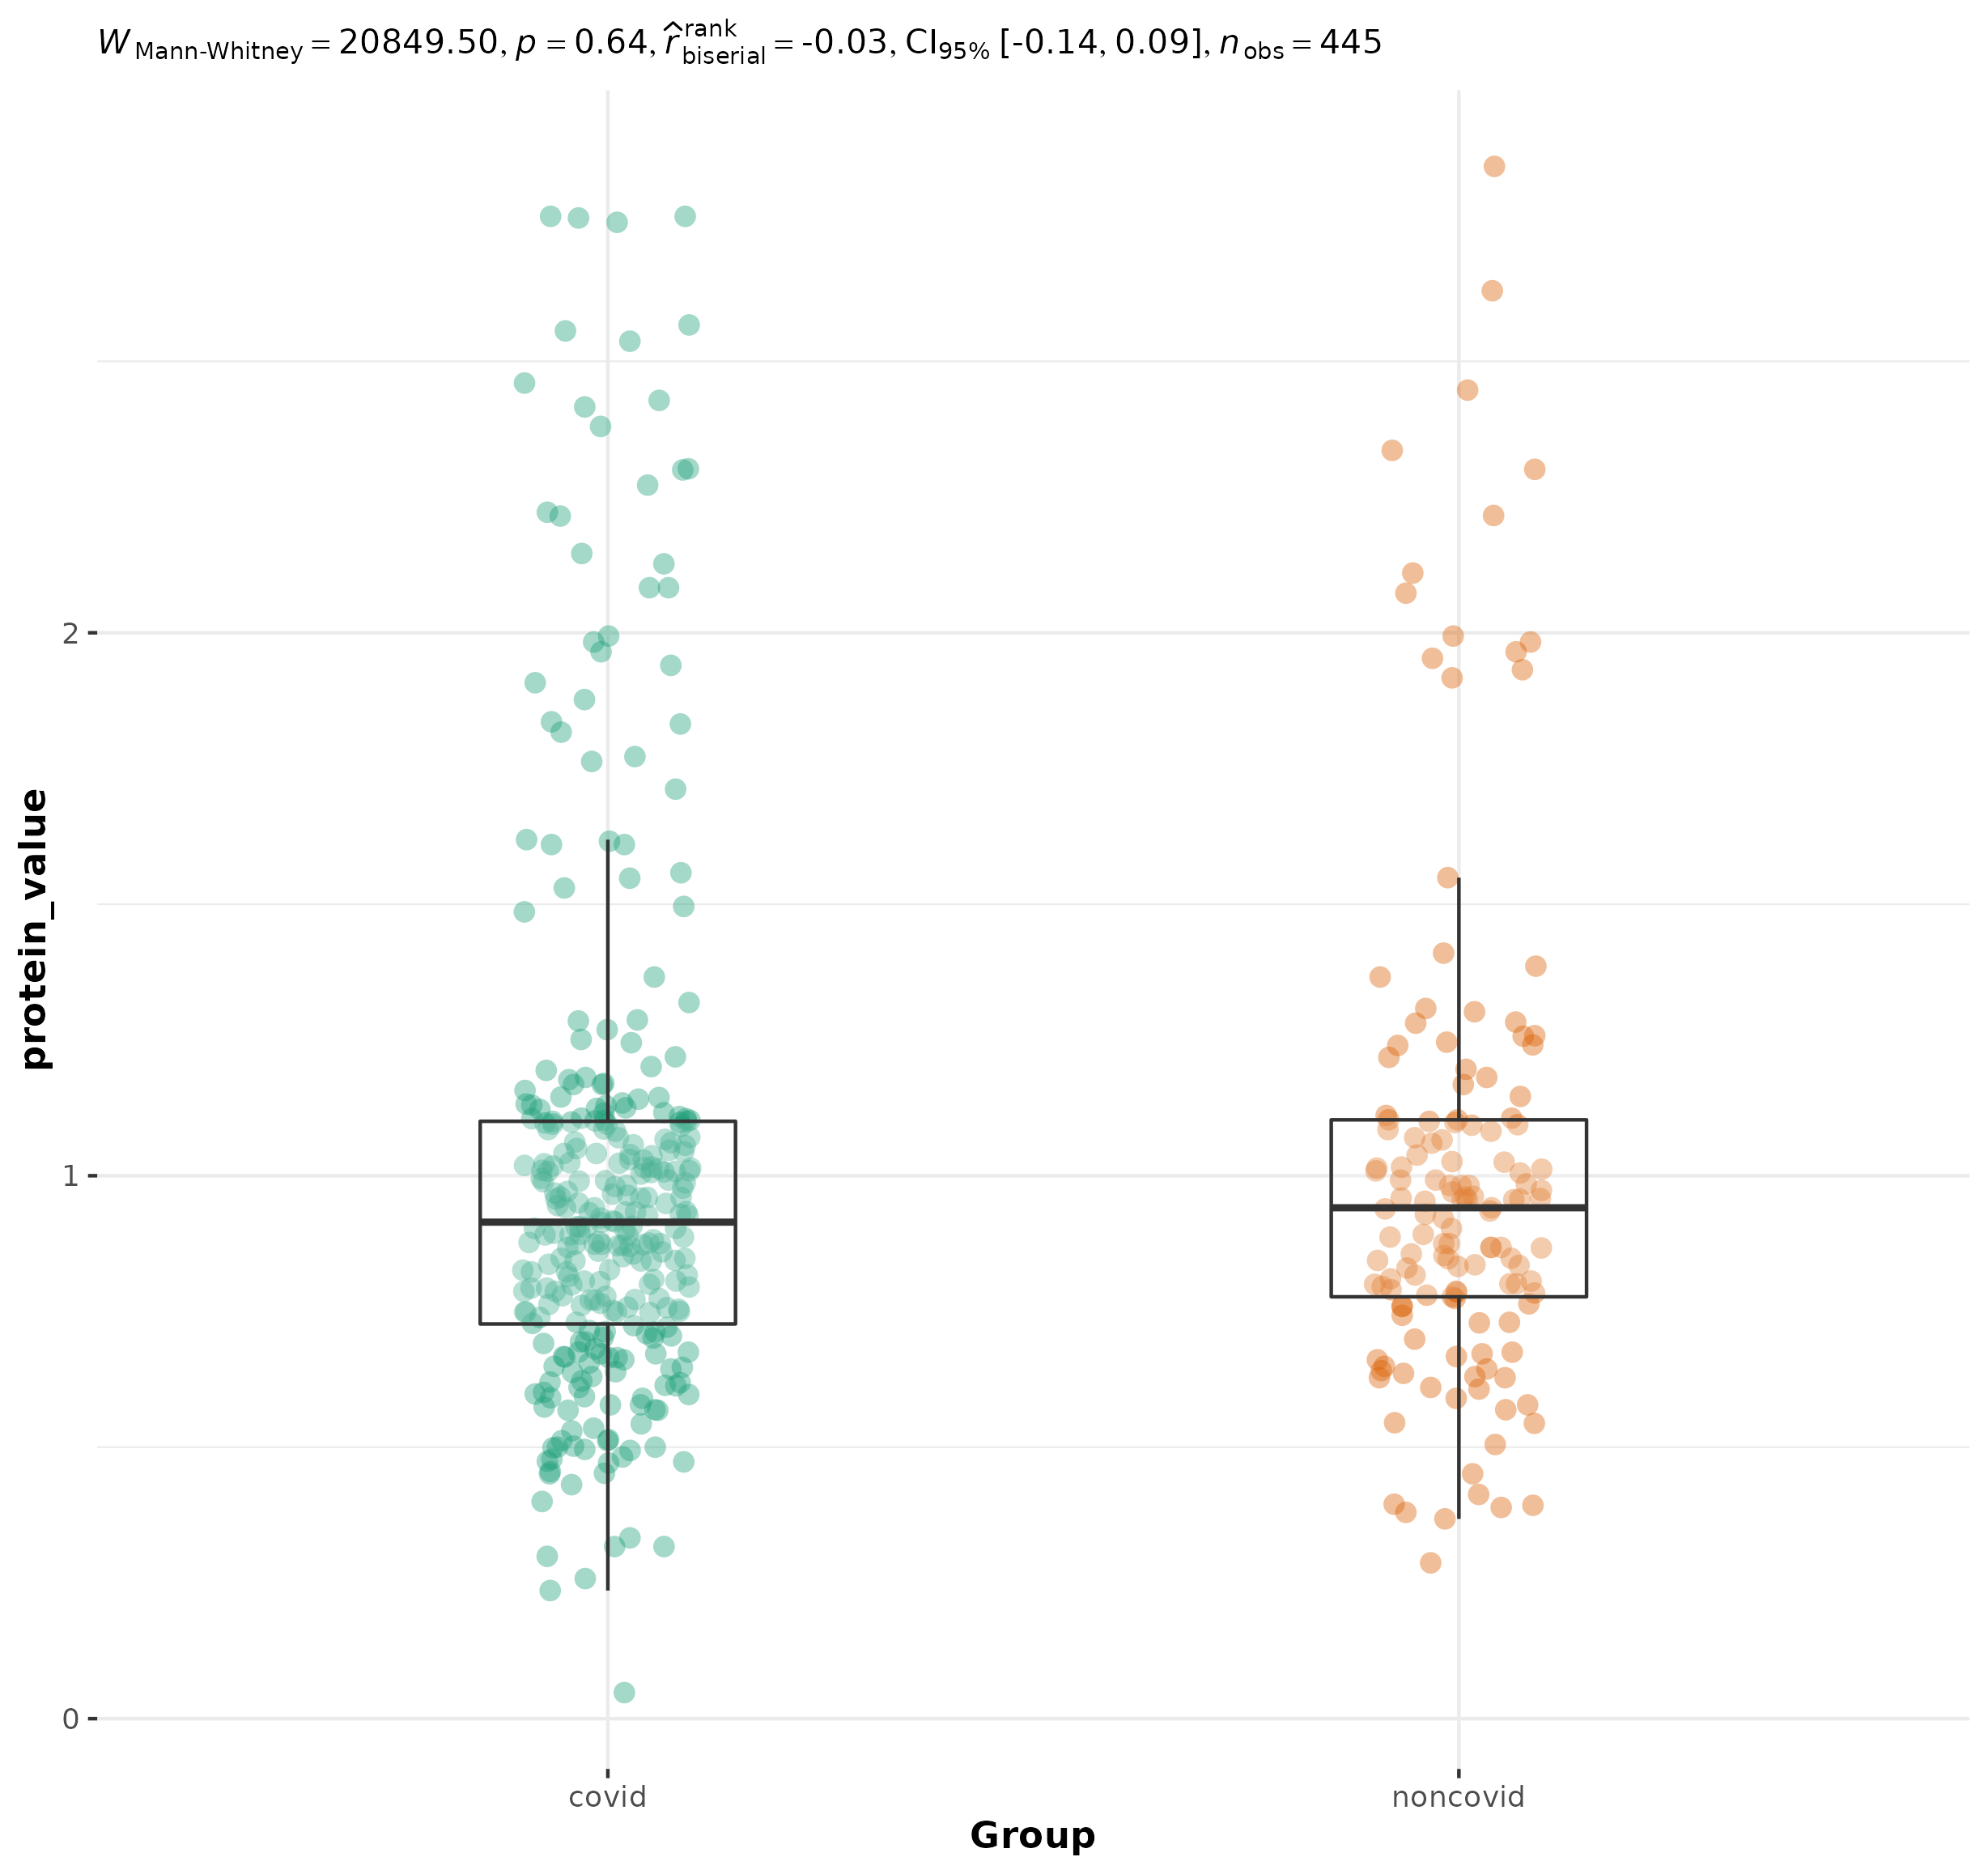 W Mann-Whitney = 20849.50, p = 0.64, r̂ rank biserial = -0.03, CI95% [-0.14, 0.09], n obs = 445
protein_value
2
1
0
covid noncovid
Group